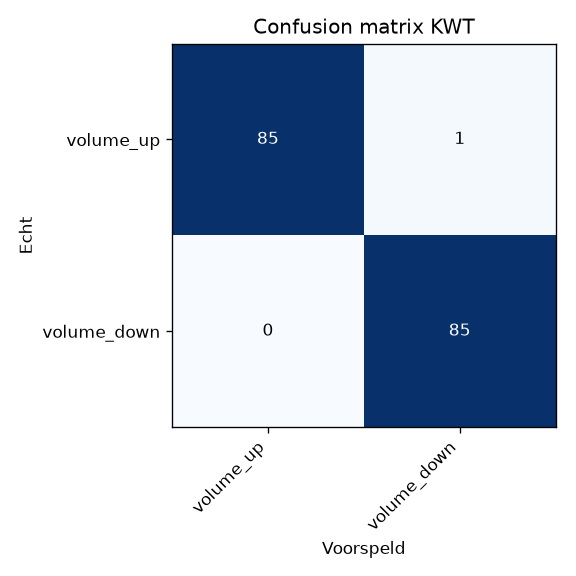 Confusion matrix KWT
volume_up
85
1
Echt
volume_down
0
85
volume_up
volume_down
Voorspeld